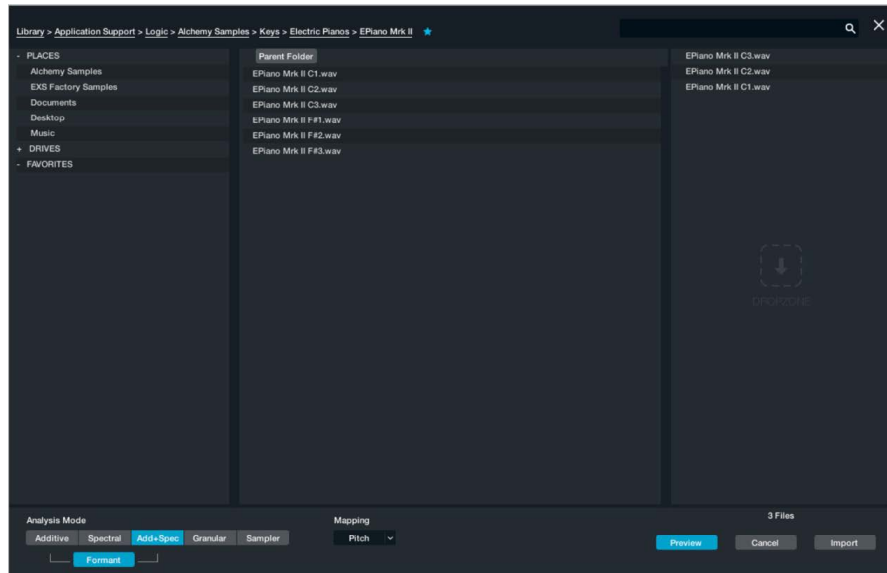 Library > Application Support > Logic > Alchemy Samples > Keys > Electric Pianos > EPiano Mrk II
- PLACES
Alchemy Samples
EXS Factory Samples
Documents
Desktop
Music
+ DRIVES
- FAVORITES
Parent Folder
EPiano Mrk II C1.wav
EPiano Mrk II C2.wav
EPiano Mrk II C3.wav
EPiano Mrk II F#1.wav
EPiano Mrk II F#2.wav
EPiano Mrk II F#3.wav
EPiano Mrk II C3.wav
EPiano Mrk II C2.wav
EPiano Mrk II C1.wav
DROPZONE
Analysis Mode
Additive Spectral Add+Spec Granular Sampler
Formant
Mapping
Pitch
3 Files
Preview Cancel Import